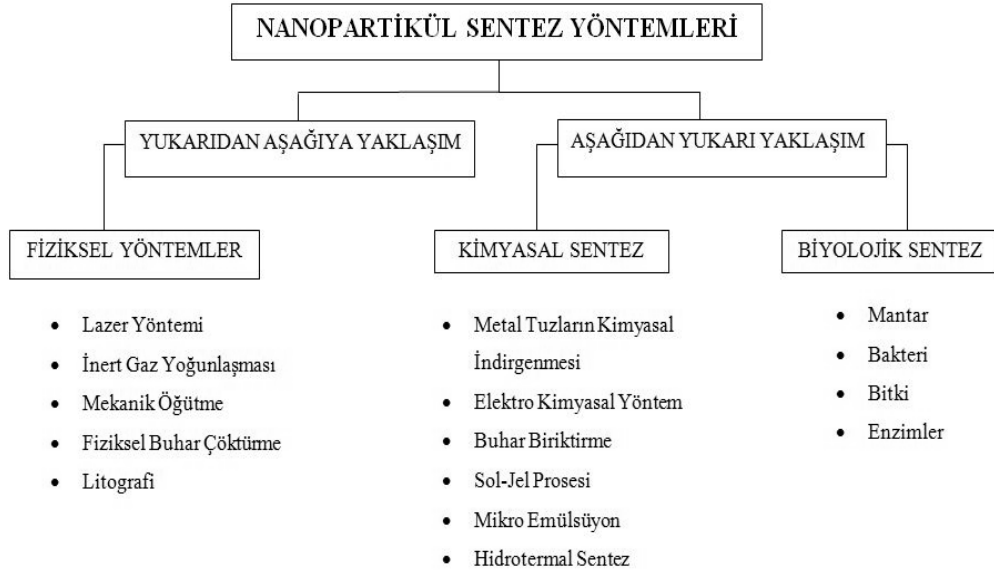 NANOPARTİKÜL SENTEZ YÖNTEMLERİ
YUKARIDAN AŞAĞIYA YAKLAŞIM
AŞAĞIDAN YUKARI YAKLAŞIM
FİZİKSEL YÖNTEMLER
• Lazer Yöntemi
• İnert Gaz Yoğunlaşması
• Mekanik Öğütme
• Fiziksel Buhar Çöktürme
• Litografi
KİMYASAL SENTEZ
• Metal Tuzların Kimyasal
İndirgenmesi
• Elektro Kimyasal Yöntem
• Buhar Biriktirme
• Sol-Jel Prosesi
• Mikro Emülsüyon
• Hidrotermal Sentez
BİYOLOJİK SENTEZ
• Mantar
• Bakteri
• Bitki
• Enzimler